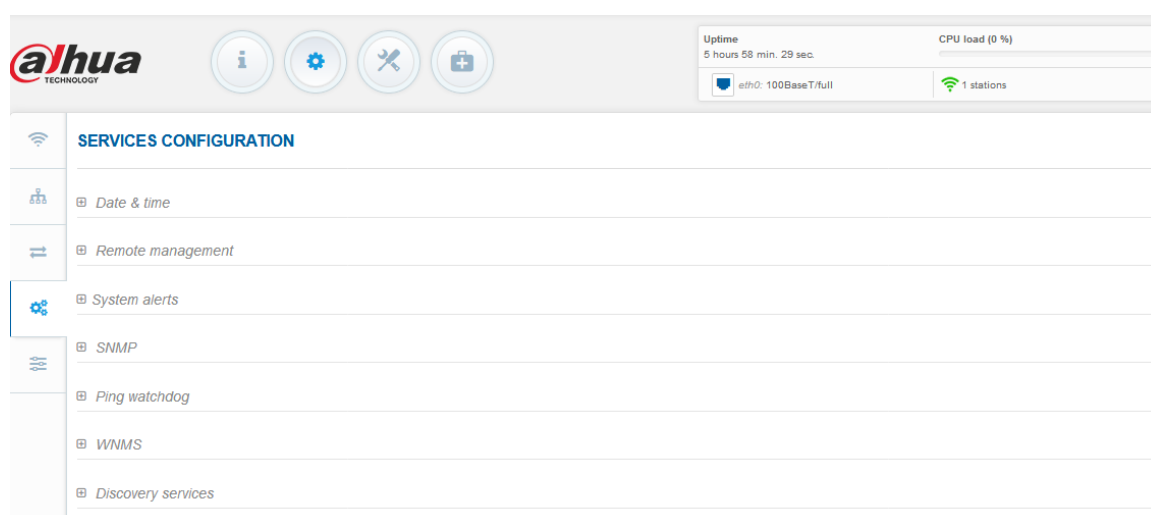 alhua
TECHNOLOGY
Uptime
5 hours 58 min. 29 sec.
CPU load (0 %)
eth0: 100BaseT/full
1 stations
SERVICES CONFIGURATION
Date & time
Remote management
System alerts
SNMP
Ping watchdog
WNMS
Discovery services